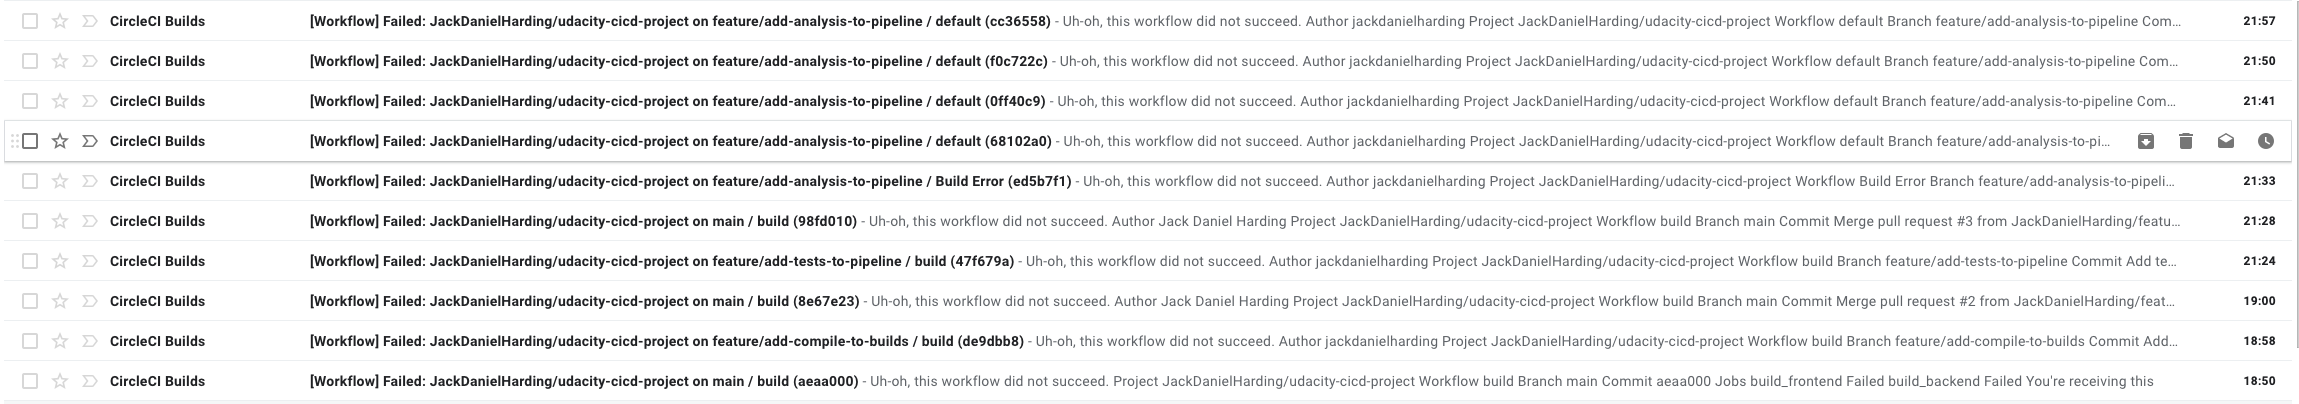 CircleCI Builds [Workflow] Failed: JackDanielHarding/udacity-cicd-project on feature/add-analysis-to-pipeline / default (cc36558) - Uh-oh, this workflow did not succeed. Author jackdanielharding Project JackDanielHarding/udacity-cicd-project Workflow default Branch feature/add-analysis-to-pipeline Com… 21:57
CircleCI Builds [Workflow] Failed: JackDanielHarding/udacity-cicd-project on feature/add-analysis-to-pipeline / default (f0c722c) - Uh-oh, this workflow did not succeed. Author jackdanielharding Project JackDanielHarding/udacity-cicd-project Workflow default Branch feature/add-analysis-to-pipeline Com… 21:50
CircleCI Builds [Workflow] Failed: JackDanielHarding/udacity-cicd-project on feature/add-analysis-to-pipeline / default (0ff40c9) - Uh-oh, this workflow did not succeed. Author jackdanielharding Project JackDanielHarding/udacity-cicd-project Workflow default Branch feature/add-analysis-to-pipeline Com… 21:41
CircleCI Builds [Workflow] Failed: JackDanielHarding/udacity-cicd-project on feature/add-analysis-to-pipeline / default (68102a0) - Uh-oh, this workflow did not succeed. Author jackdanielharding Project JackDanielHarding/udacity-cicd-project Workflow default Branch feature/add-analysis-to-pi…
CircleCI Builds [Workflow] Failed: JackDanielHarding/udacity-cicd-project on feature/add-analysis-to-pipeline / Build Error (ed5b7f1) - Uh-oh, this workflow did not succeed. Author jackdanielharding Project JackDanielHarding/udacity-cicd-project Workflow Build Error Branch feature/add-analysis-to-pipeli… 21:33
CircleCI Builds [Workflow] Failed: JackDanielHarding/udacity-cicd-project on main / build (98fd010) - Uh-oh, this workflow did not succeed. Author Jack Daniel Harding Project JackDanielHarding/udacity-cicd-project Workflow build Branch main Commit Merge pull request #3 from JackDanielHarding/featu… 21:28
CircleCI Builds [Workflow] Failed: JackDanielHarding/udacity-cicd-project on feature/add-tests-to-pipeline / build (47f679a) - Uh-oh, this workflow did not succeed. Author jackdanielharding Project JackDanielHarding/udacity-cicd-project Workflow build Branch feature/add-tests-to-pipeline Commit Add te… 21:24
CircleCI Builds [Workflow] Failed: JackDanielHarding/udacity-cicd-project on main / build (8e67e23) - Uh-oh, this workflow did not succeed. Author Jack Daniel Harding Project JackDanielHarding/udacity-cicd-project Workflow build Branch main Commit Merge pull request #2 from JackDanielHarding/feat… 19:00
CircleCI Builds [Workflow] Failed: JackDanielHarding/udacity-cicd-project on feature/add-compile-to-builds / build (de9dbb8) - Uh-oh, this workflow did not succeed. Author jackdanielharding Project JackDanielHarding/udacity-cicd-project Workflow build Branch feature/add-compile-to-builds Commit Add… 18:58
CircleCI Builds [Workflow] Failed: JackDanielHarding/udacity-cicd-project on main / build (aeaa000) - Uh-oh, this workflow did not succeed. Project JackDanielHarding/udacity-cicd-project Workflow build Branch main Commit aeaa000 Jobs build_frontend Failed build_backend Failed You're receiving this 18:50